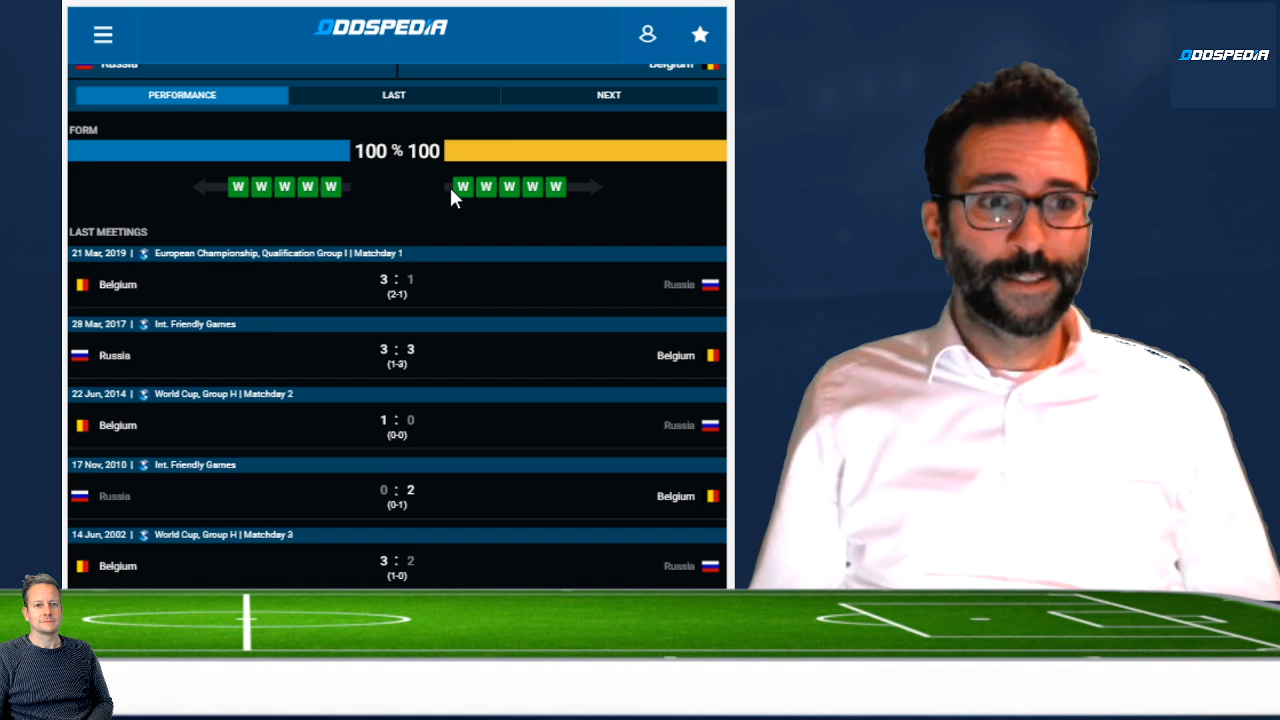 ODDSPEDIA
ODDSPEDIA
Russia Belgium
PERFORMANCE LAST NEXT
FORM
100 % 100
W W W W W W W W W W
LAST MEETINGS
21 Mar, 2019 | European Championship, Qualification Group I | Matchday 1
Belgium 3 : 1 Russia
(2-1)
28 Mar, 2017 | Int. Friendly Games
Russia 3 : 3 Belgium
(1-3)
22 Jun, 2014 | World Cup, Group H | Matchday 2
Belgium 1 : 0 Russia
(0-0)
17 Nov, 2010 | Int. Friendly Games
Russia 0 : 2 Belgium
(0-1)
14 Jun, 2002 | World Cup, Group H | Matchday 3
Belgium 3 : 2 Russia
(1-0)